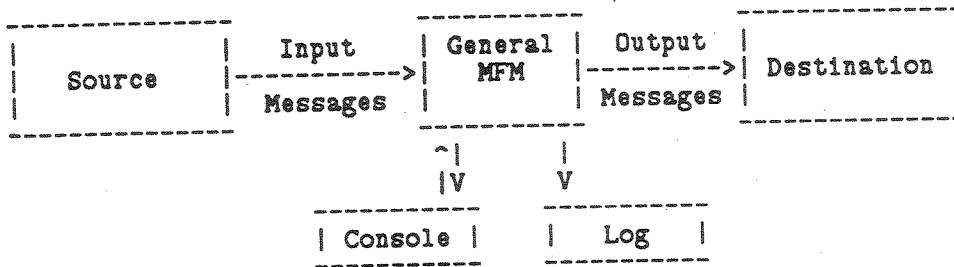 Input General Output
Source MFM Destination
Messages Messages
Console Log